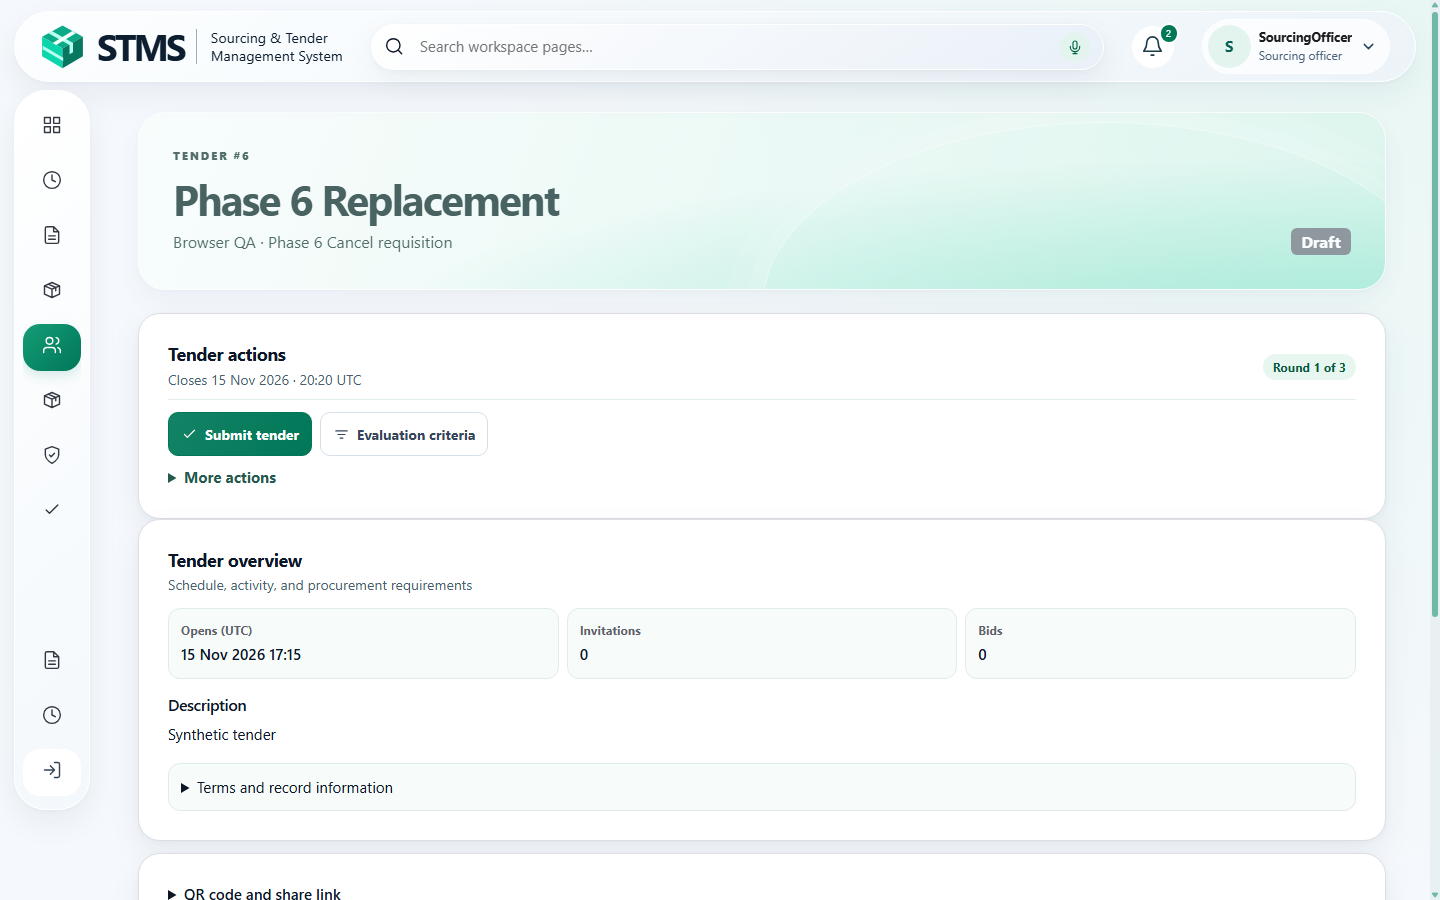 STMS
Sourcing & Tender
Management System
Search workspace pages...
2
S
SourcingOfficer
Sourcing officer
TENDER #6
Phase 6 Replacement
Browser QA · Phase 6 Cancel requisition
Draft
Tender actions
Closes 15 Nov 2026 · 20:20 UTC
Round 1 of 3
Submit tender
Evaluation criteria
More actions
Tender overview
Schedule, activity, and procurement requirements
Opens (UTC)
15 Nov 2026 17:15
Invitations
0
Bids
0
Description
Synthetic tender
Terms and record information
QR code and share link